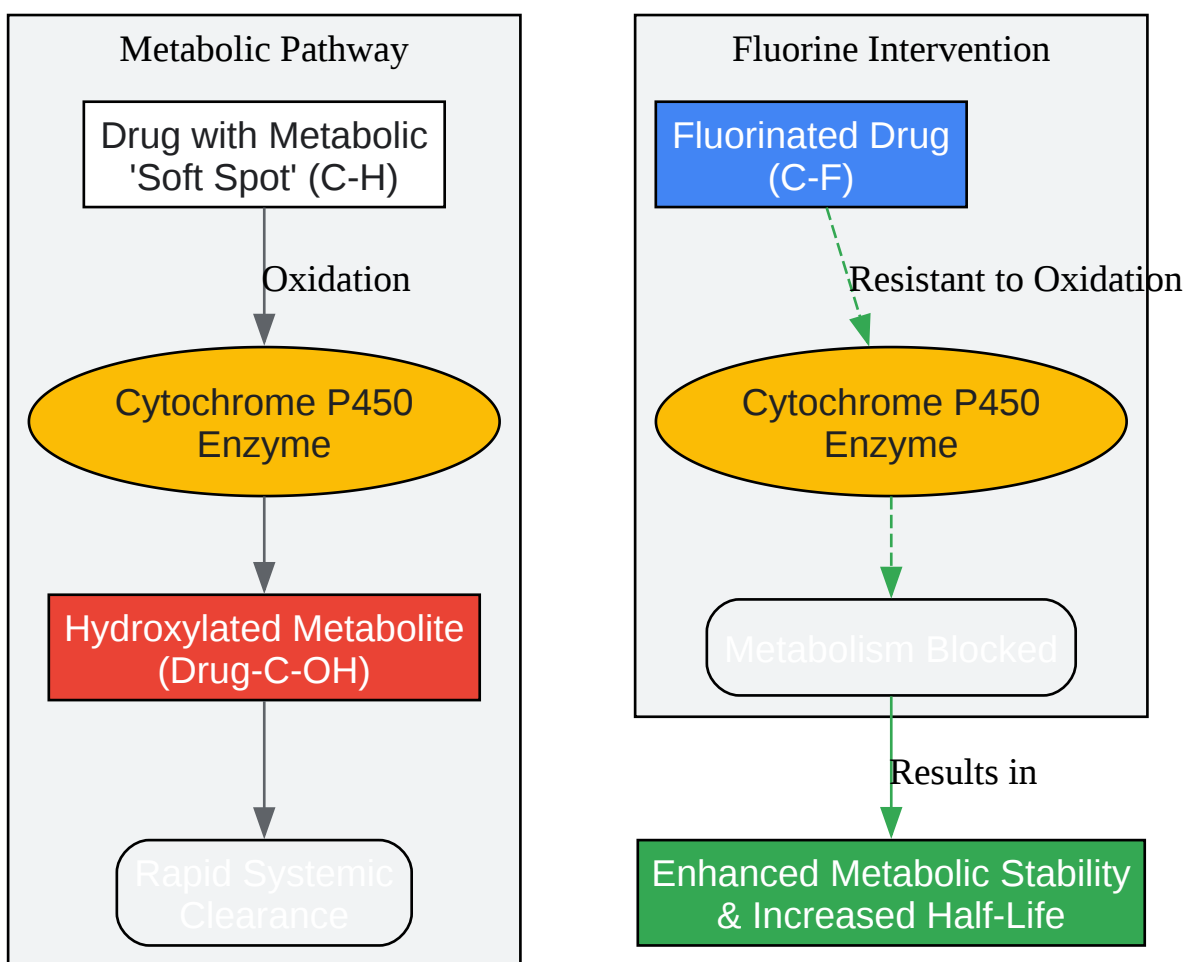 Metabolic Pathway
Drug with Metabolic
'Soft Spot' (C-H)
Oxidation
Cytochrome P450
Enzyme
Hydroxylated Metabolite
(Drug-C-OH)
Rapid Systemic
Clearance
Fluorine Intervention
Fluorinated Drug
(C-F)
Resistant to Oxidation
Cytochrome P450
Enzyme
Metabolism Blocked
Results in
Enhanced Metabolic Stability
& Increased Half-Life